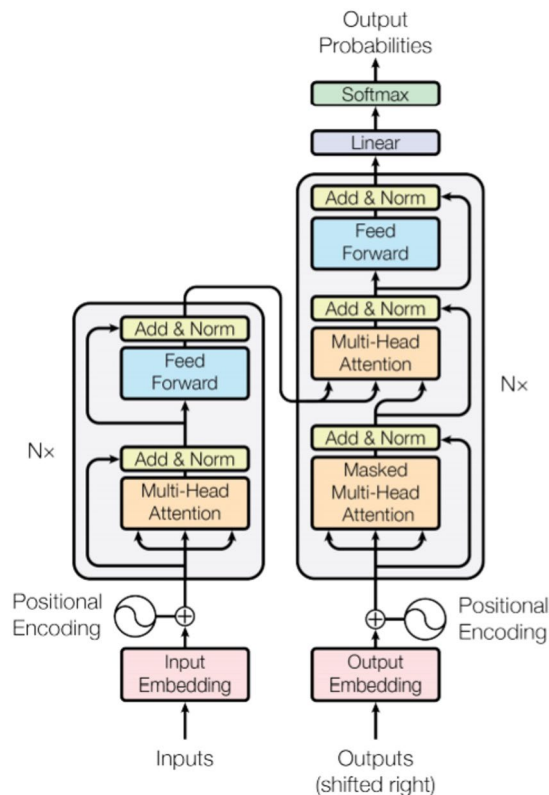 Output
Probabilities
Softmax
Linear
Add & Norm
Feed
Forward
Add & Norm
Multi-Head
Attention
Nx
Add & Norm
Masked
Multi-Head
Attention
Add & Norm
Feed
Forward
Nx
Add & Norm
Multi-Head
Attention
Positional
Encoding
Positional
Encoding
Input
Embedding
Output
Embedding
Inputs
Outputs
(shifted right)